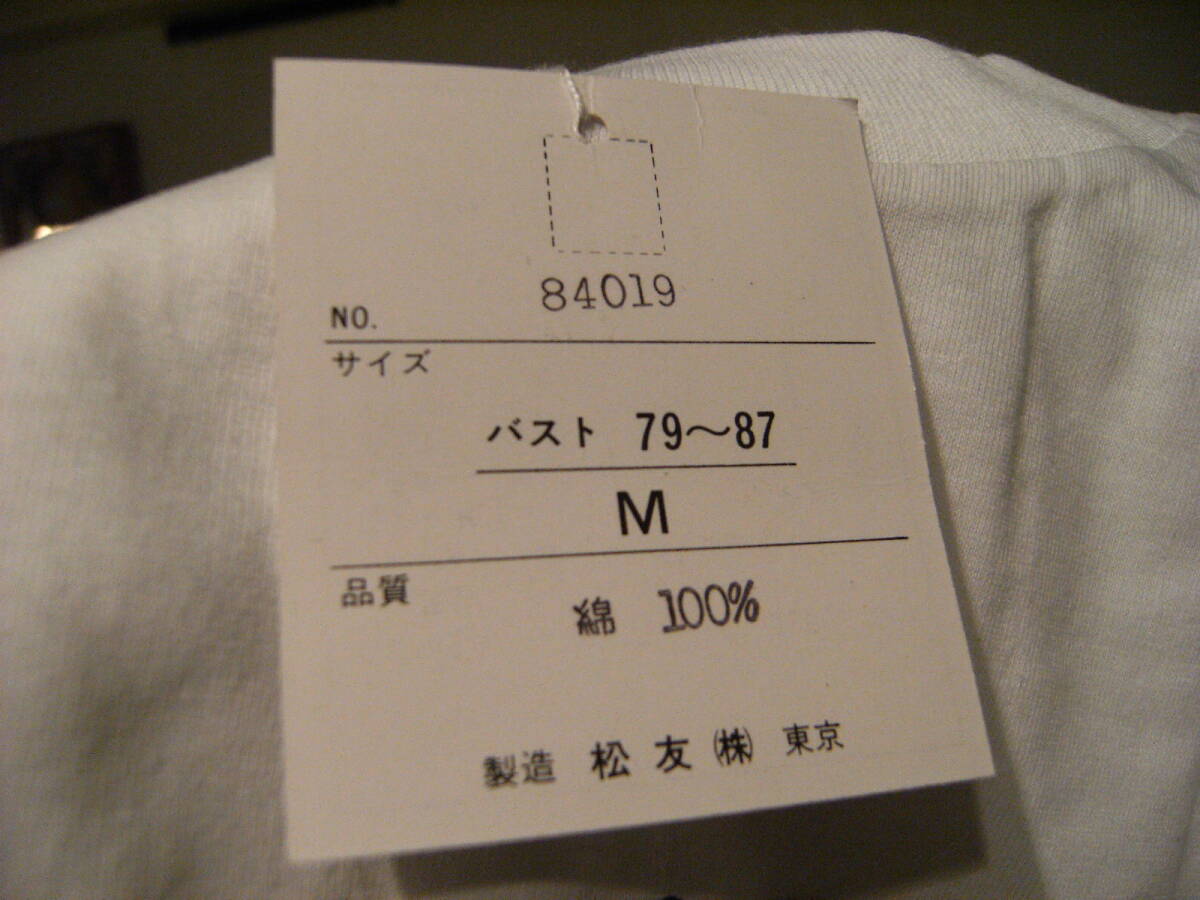 84019
NO.
サイズ
バスト 79～87
M
品質
綿 100%
製造 松友㈱ 東京